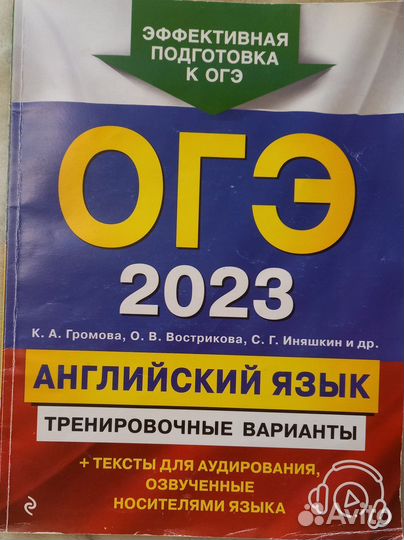 ЭФФЕКТИВНАЯ
ПОДГОТОВКА
К ОГЭ
ОГЭ
2023
К. А. Громова, О. В. Вострикова, С. Г. Иняшкин и др.
АНГЛИЙСКИЙ ЯЗЫК
ТРЕНИРОВОЧНЫЕ ВАРИАНТЫ
+ ТЕКСТЫ ДЛЯ АУДИРОВАНИЯ,
ОЗВУЧЕННЫЕ
НОСИТЕЛЯМИ ЯЗЫКА
Avito